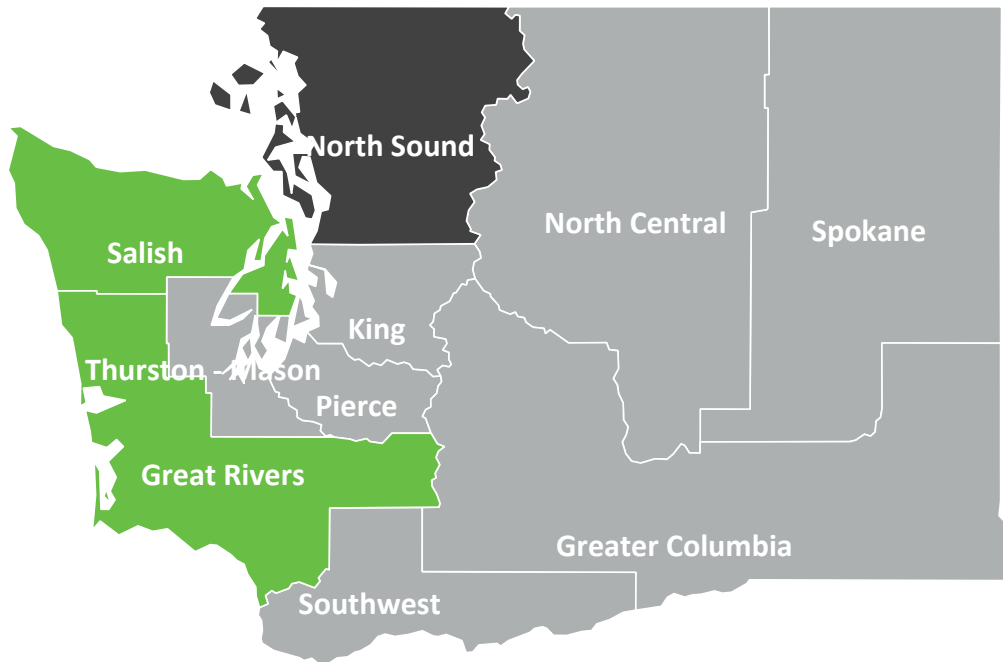 North Sound
North Central
Spokane
Salish
King
Thurston - Mason
Pierce
Great Rivers
Greater Columbia
Southwest